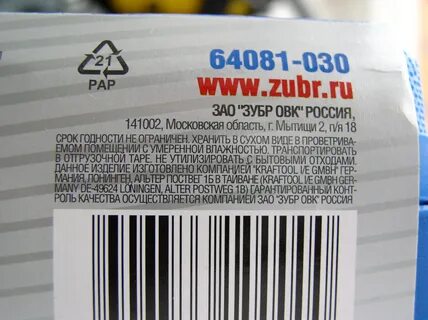 64081-030
21
PAP
www.zubr.ru
ЗАО "ЗУБР ОВК" РОССИЯ,
141002, Московская область, г. Мытищи 2, п/я 18
СРОК ГОДНОСТИ НЕ ОГРАНИЧЕН. ХРАНИТЬ В СУХОМ ВИДЕ В ПРОВЕТРИВА-
ЕМОМ ПОМЕЩЕНИИ С УМЕРЕННОЙ ВЛАЖНОСТЬЮ. ТРАНСПОРТИРОВАТЬ
В ОТГРУЗОЧНОЙ ТАРЕ. НЕ УТИЛИЗИРОВАТЬ С БЫТОВЫМИ ОТХОДАМИ.
ДАННОЕ ИЗДЕЛИЕ ИЗГОТОВЛЕНО КОМПАНИЕЙ "KRAFTOOL I/E GMBH" ГЕР-
МАНИЯ, ЛОНИНГЕН, АЛЬТЕР ПОСТВЕГ 1Б В ТАЙВАНЕ (KRAFTOOL I/E GMBH GER-
MANY DE-49624 LONINGEN, ALTER POSTWEG 1B) ГАРАНТИРОВАННЫЙ КОНТ-
РОЛЬ КАЧЕСТВА ОСУЩЕСТВЛЯЕТСЯ КОМПАНИЕЙ ЗАО "ЗУБР ОВК" РОССИЯ